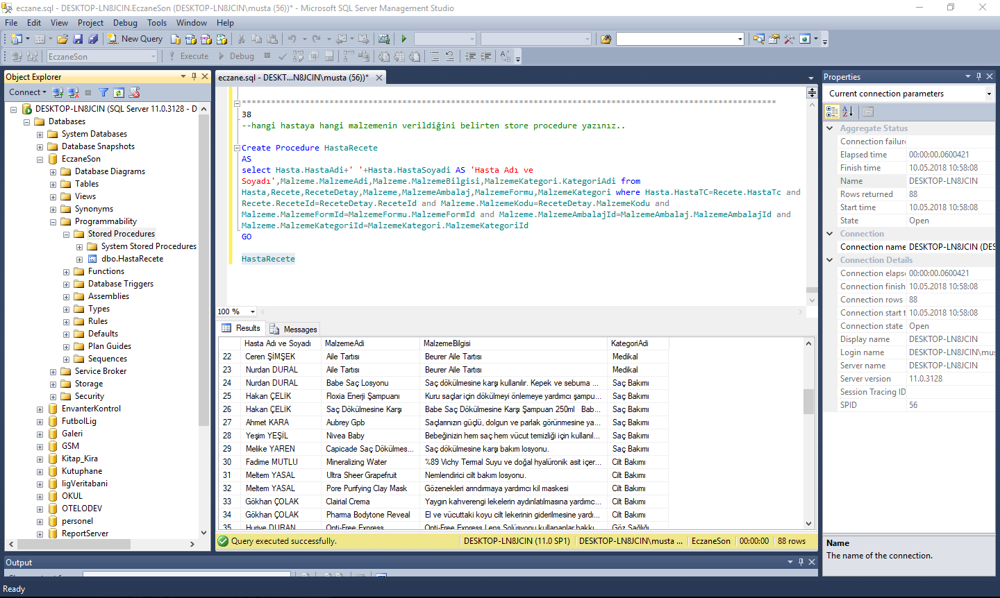 eczane.sql - DESKTOP-LN8JCIN.EczaneSon (DESKTOP-LN8JCIN\musta (56))* - Microsoft SQL Server Management Studio
File Edit View Project Debug Tools Window Help
New Query
EczaneSon Execute Debug
Object Explorer
Connect
DESKTOP-LN8JCIN (SQL Server 11.0.3128 - D
Databases
System Databases
Database Snapshots
EczaneSon
Database Diagrams
Tables
Views
Synonyms
Programmability
Stored Procedures
System Stored Procedures
dbo.HastaRecete
Functions
Database Triggers
Assemblies
Types
Rules
Defaults
Plan Guides
Sequences
Service Broker
Storage
Security
EnvanterKontrol
FutbolLig
Galeri
GSM
Kitap_Kira
Kutuphane
ligVeritabani
OKUL
OTELODEV
personel
ReportServer
eczane.sql - DESKT...N8JCIN\musta (56))*
38
--hangi hastaya hangi malzemenin verildiğini belirten store procedure yazınız..
Create Procedure HastaRecete
AS
select Hasta.HastaAdi+' '+Hasta.HastaSoyadi AS 'Hasta Adı ve
Soyadı',Malzeme.MalzemeAdi,Malzeme.MalzemeBilgisi,MalzemeKategori.KategoriAdi from
Hasta,Recete,ReceteDetay,Malzeme,MalzemeAmbalaj,MalzemeFormu,MalzemeKategori where Hasta.HastaTC=Recete.HastaTc and
Recete.ReceteId=ReceteDetay.ReceteId and Malzeme.MalzemeKodu=ReceteDetay.MalzemeKodu and
Malzeme.MalzemeFormId=MalzemeFormu.MalzemeFormId and Malzeme.MalzemeAmbalajId=MalzemeAmbalaj.MalzemeAmbalajId and
Malzeme.MalzemeKategoriId=MalzemeKategori.MalzemeKategoriId
GO
HastaRecete
100 %
Results Messages
Hasta Adı ve Soyadı MalzemeAdi MalzemeBilgisi KategoriAdi
22 Ceren ŞİMŞEK Aile Tartısı Beurer Aile Tartısı Medikal
23 Nurdan DURAL Aile Tartısı Beurer Aile Tartısı Medikal
24 Nurdan DURAL Babe Saç Losyonu Saç dökülmesine karşı kullanılır. Kepek ve sebuma ... Saç Bakımı
25 Hakan ÇELİK Floxia Enerji Şampuanı Kuru saçlar için dökülmeyi önlemeye yardımcı şampu... Saç Bakımı
26 Hakan ÇELİK Saç Dökülmesine Karşı Babe Saç Dökülmesine Karşı Şampuan 250ml Bab... Saç Bakımı
27 Ahmet KARA Aubrey Gpb Saçlarınızın güçlü, dolgun ve parlak görünmesine ya... Saç Bakımı
28 Yeşim YEŞİL Nivea Baby Bebeğinizin hem saç hem vücut temizliği için kullanıl... Saç Bakımı
29 Melike YAREN Capicade Saç Dökülmes... Saç dökülmesine karşı bakım losyonu. Saç Bakımı
30 Fadime MUTLU Mineralizing Water %89 Vichy Termal Suyu ve doğal hyalüronik asit içer... Cilt Bakımı
31 Meltem YASAL Ultra Sheer Grapefruit Nemlendirici cilt bakım losyonu. Cilt Bakımı
32 Meltem YASAL Pore Purifying Clay Mask Gözenekleri arındırmaya yardımcı kil maskesi Cilt Bakımı
33 Gökhan ÇOLAK Clairial Crema Yaygın kahverengi lekelerin aydınlatılmasına yardımc... Cilt Bakımı
34 Gökhan ÇOLAK Pharma Bodytone Reveal El ve vücuttaki koyu cilt lekerinin giderilmesine yardı... Cilt Bakımı
35 Huriye DURAN Opti-Free Express Opti-Free Express Lens Solüsyonu kullananlar hakkı... Göz Sağlığı
Query executed successfully. DESKTOP-LN8JCIN (11.0 SP1) DESKTOP-LN8JCIN\musta ... EczaneSon 00:00:00 88 rows
Properties
Current connection parameters
Aggregate Status
Connection failure
Elapsed time 00:00:00.0600421
Finish time 10.05.2018 10:58:08
Name DESKTOP-LN8JCIN
Rows returned 88
Start time 10.05.2018 10:58:08
State Open
Connection
Connection name DESKTOP-LN8JCIN (DES
Connection Details
Connection elaps 00:00:00.0600421
Connection finish 10.05.2018 10:58:08
Connection rows 88
Connection start t 10.05.2018 10:58:08
Connection state Open
Display name DESKTOP-LN8JCIN
Login name DESKTOP-LN8JCIN\mus
Server name DESKTOP-LN8JCIN
Server version 11.0.3128
Session Tracing ID
SPID 56
Name
The name of the connection.
Output
Ready